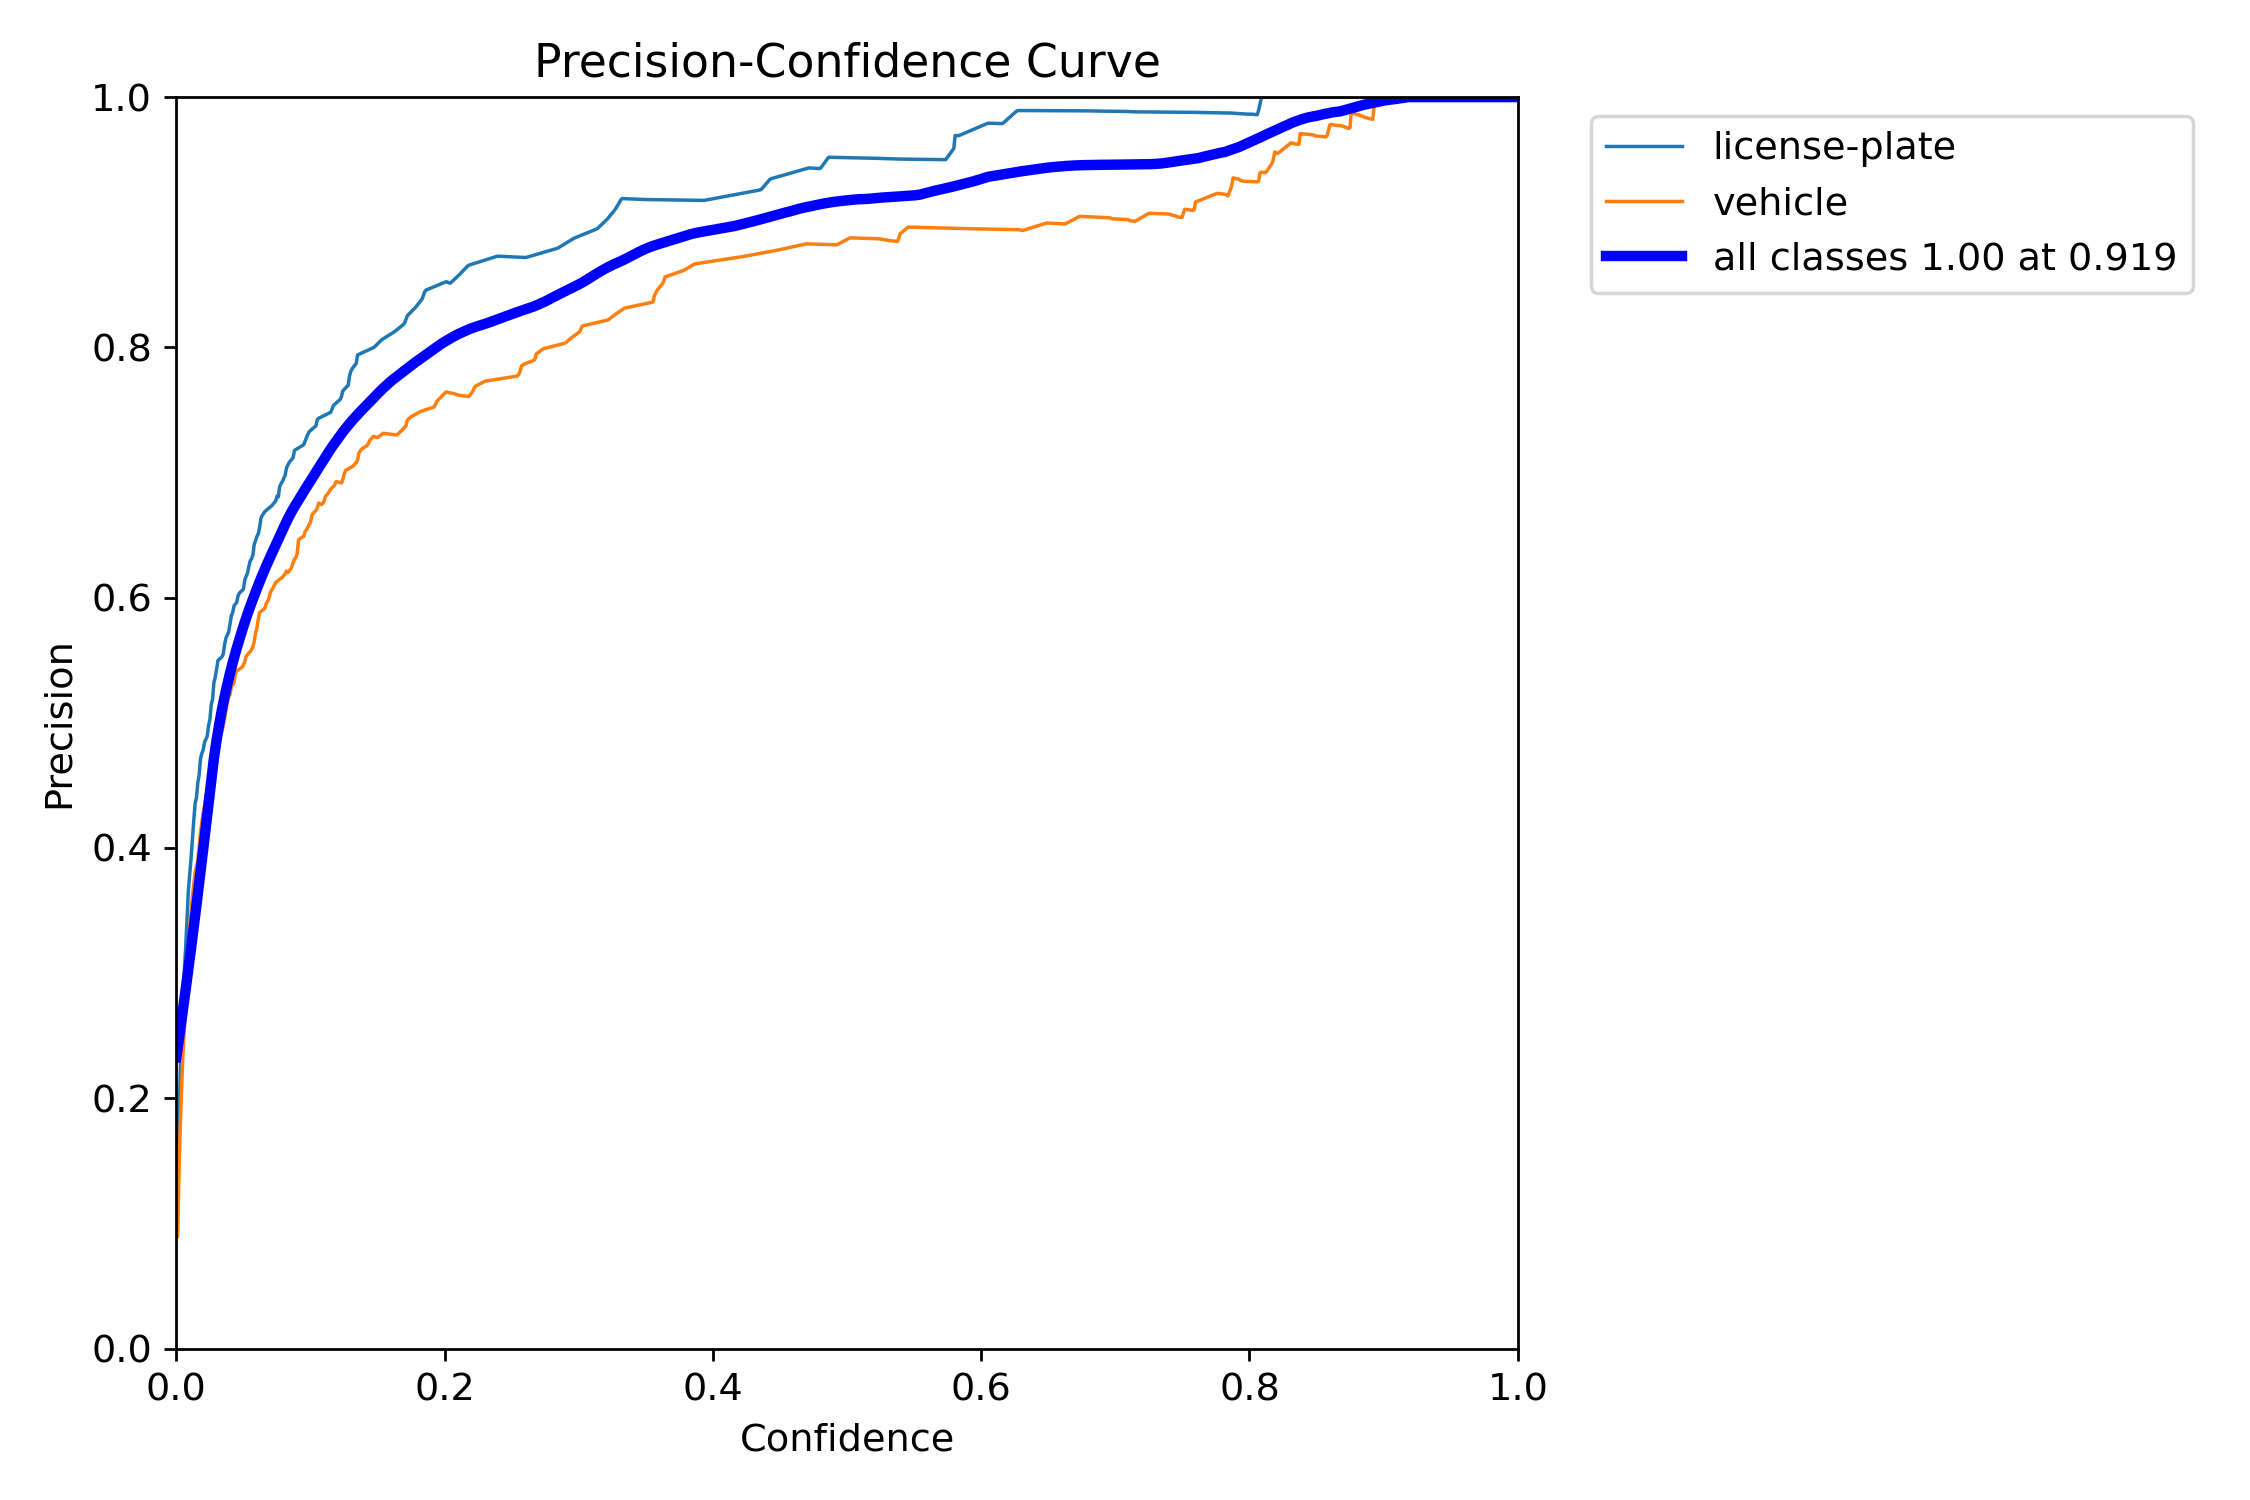 Precision-Confidence Curve
1.0
0.8
0.6
0.4
0.2
0.0
Precision
0.0 0.2 0.4 0.6 0.8 1.0
Confidence
license-plate
vehicle
all classes 1.00 at 0.919